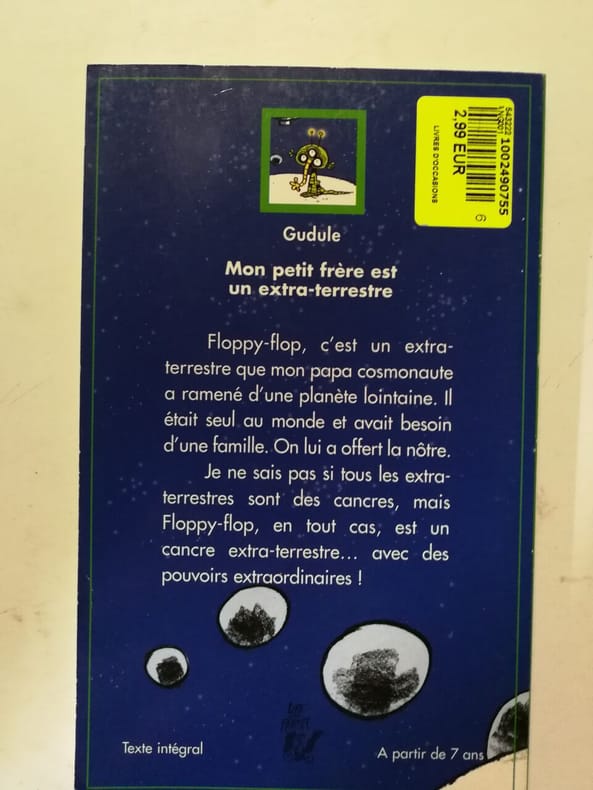 543222
LN9201
1002490755
2,99 EUR
LIVRES D'OCCASIONS
6
Gudule
Mon petit frère est
un extra-terrestre
Floppy-flop, c'est un extra-
terrestre que mon papa cosmonaute
a ramené d'une planète lointaine. Il
était seul au monde et avait besoin
d'une famille. On lui a offert la nôtre.
Je ne sais pas si tous les extra-
terrestres sont des cancres, mais
Floppy-flop, en tout cas, est un
cancre extra-terrestre... avec des
pouvoirs extraordinaires !
Texte intégral
A partir de 7 ans